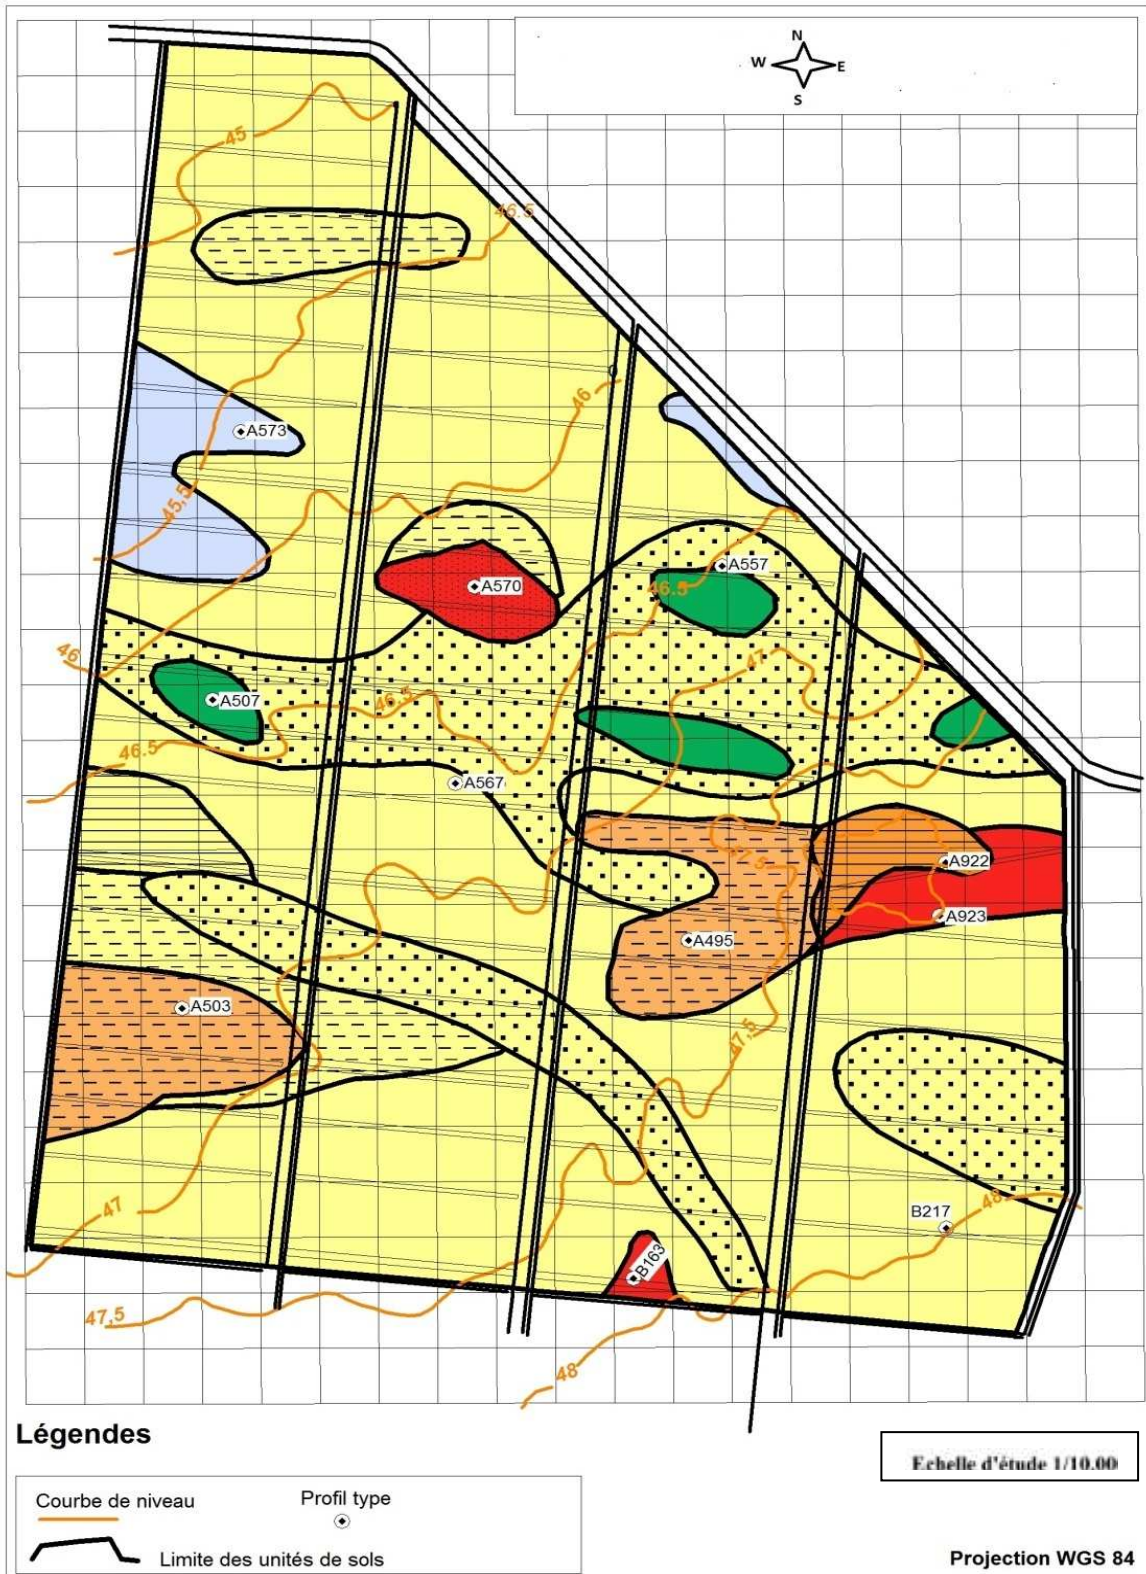 N
W E
S
45
46.5
46
A573
45,5
A557
A570
46.5
46
47
A507
46.5
46.5
A567
47.5
A922
A923
A495
A503
47,5
47
48
B217
B163
47,5
48
Légendes
Echelle d'étude 1/10.00
Courbe de niveau Profil type
Limite des unités de sols
Projection WGS 84